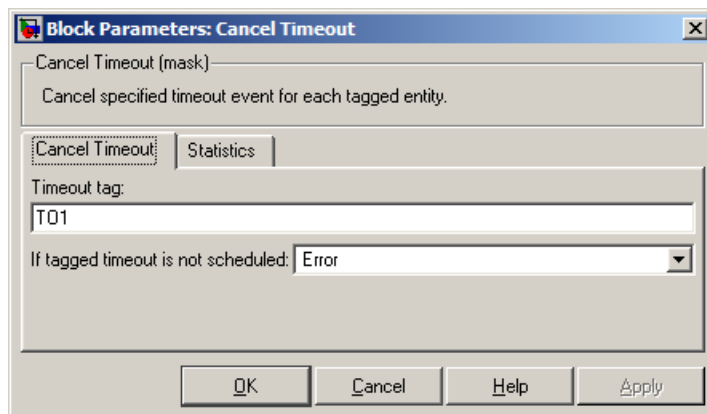 Block Parameters: Cancel Timeout
Cancel Timeout (mask)
Cancel specified timeout event for each tagged entity.
Cancel Timeout Statistics
Timeout tag:
TO1
If tagged timeout is not scheduled: Error
OK Cancel Help Apply